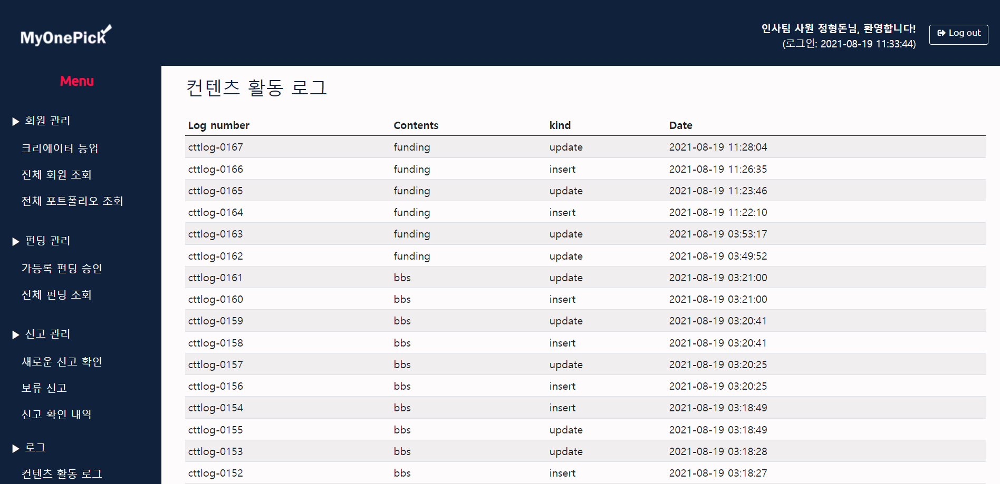 MyOnePick
인사팀 사원 정형돈님, 환영합니다!
(로그인: 2021-08-19 11:33:44)
Log out
Menu
▶ 회원 관리
크리에이터 등업
전체 회원 조회
전체 포트폴리오 조회
▶ 펀딩 관리
가등록 펀딩 승인
전체 펀딩 조회
▶ 신고 관리
새로운 신고 확인
보류 신고
신고 확인 내역
▶ 로그
컨텐츠 활동 로그
컨텐츠 활동 로그
Log number Contents kind Date
cttlog-0167 funding update 2021-08-19 11:28:04
cttlog-0166 funding insert 2021-08-19 11:26:35
cttlog-0165 funding update 2021-08-19 11:23:46
cttlog-0164 funding insert 2021-08-19 11:22:10
cttlog-0163 funding update 2021-08-19 03:53:17
cttlog-0162 funding update 2021-08-19 03:49:52
cttlog-0161 bbs update 2021-08-19 03:21:00
cttlog-0160 bbs insert 2021-08-19 03:21:00
cttlog-0159 bbs update 2021-08-19 03:20:41
cttlog-0158 bbs insert 2021-08-19 03:20:41
cttlog-0157 bbs update 2021-08-19 03:20:25
cttlog-0156 bbs insert 2021-08-19 03:20:25
cttlog-0154 bbs insert 2021-08-19 03:18:49
cttlog-0155 bbs update 2021-08-19 03:18:49
cttlog-0153 bbs update 2021-08-19 03:18:28
cttlog-0152 bbs insert 2021-08-19 03:18:27